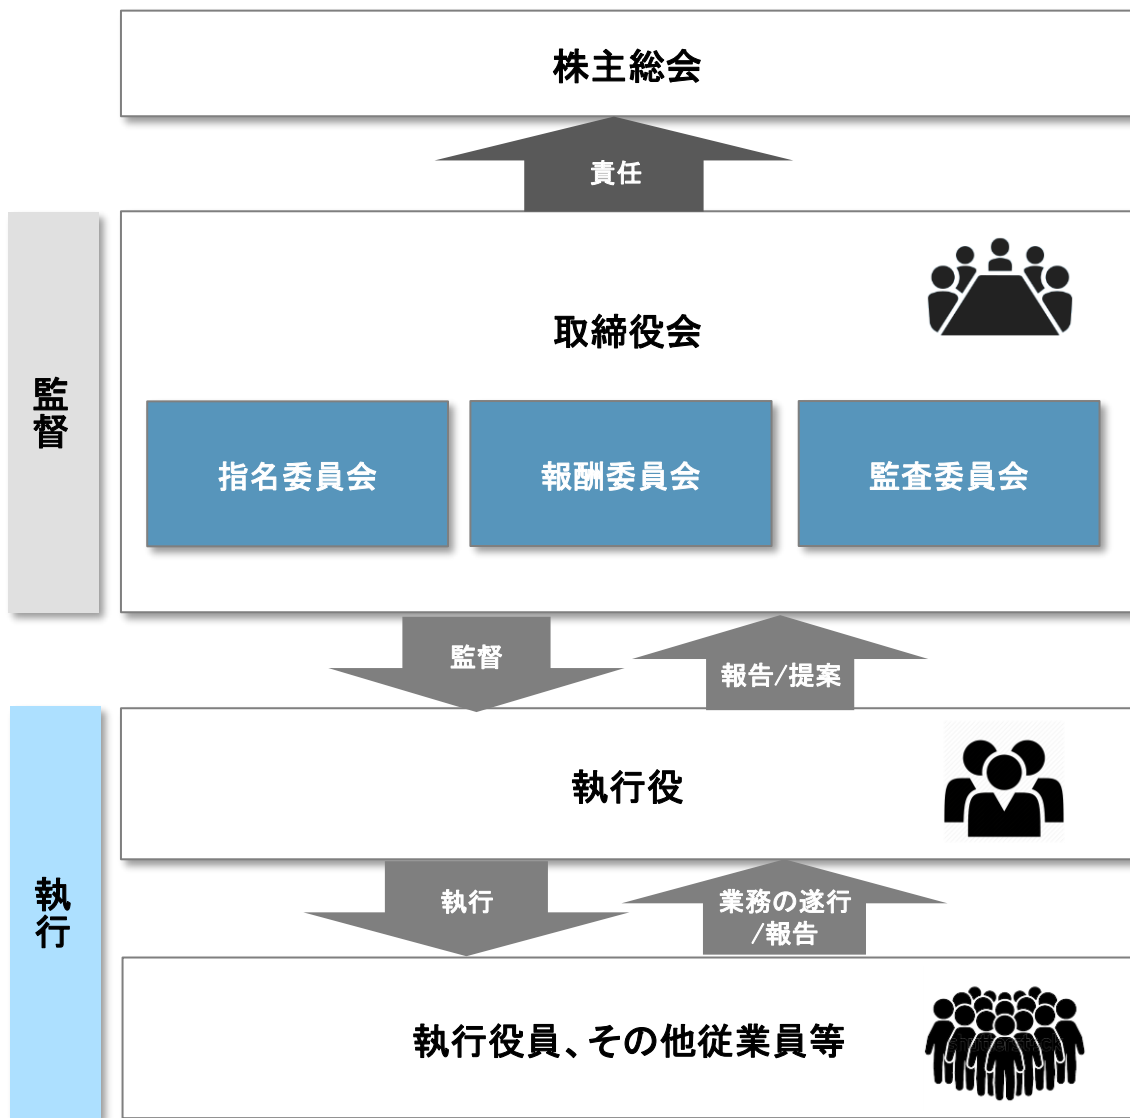 株主総会
責任
監督
取締役会
指名委員会
報酬委員会
監査委員会
監督
報告/提案
執行
執行役
執行
業務の遂行
/報告
執行役員、その他従業員等